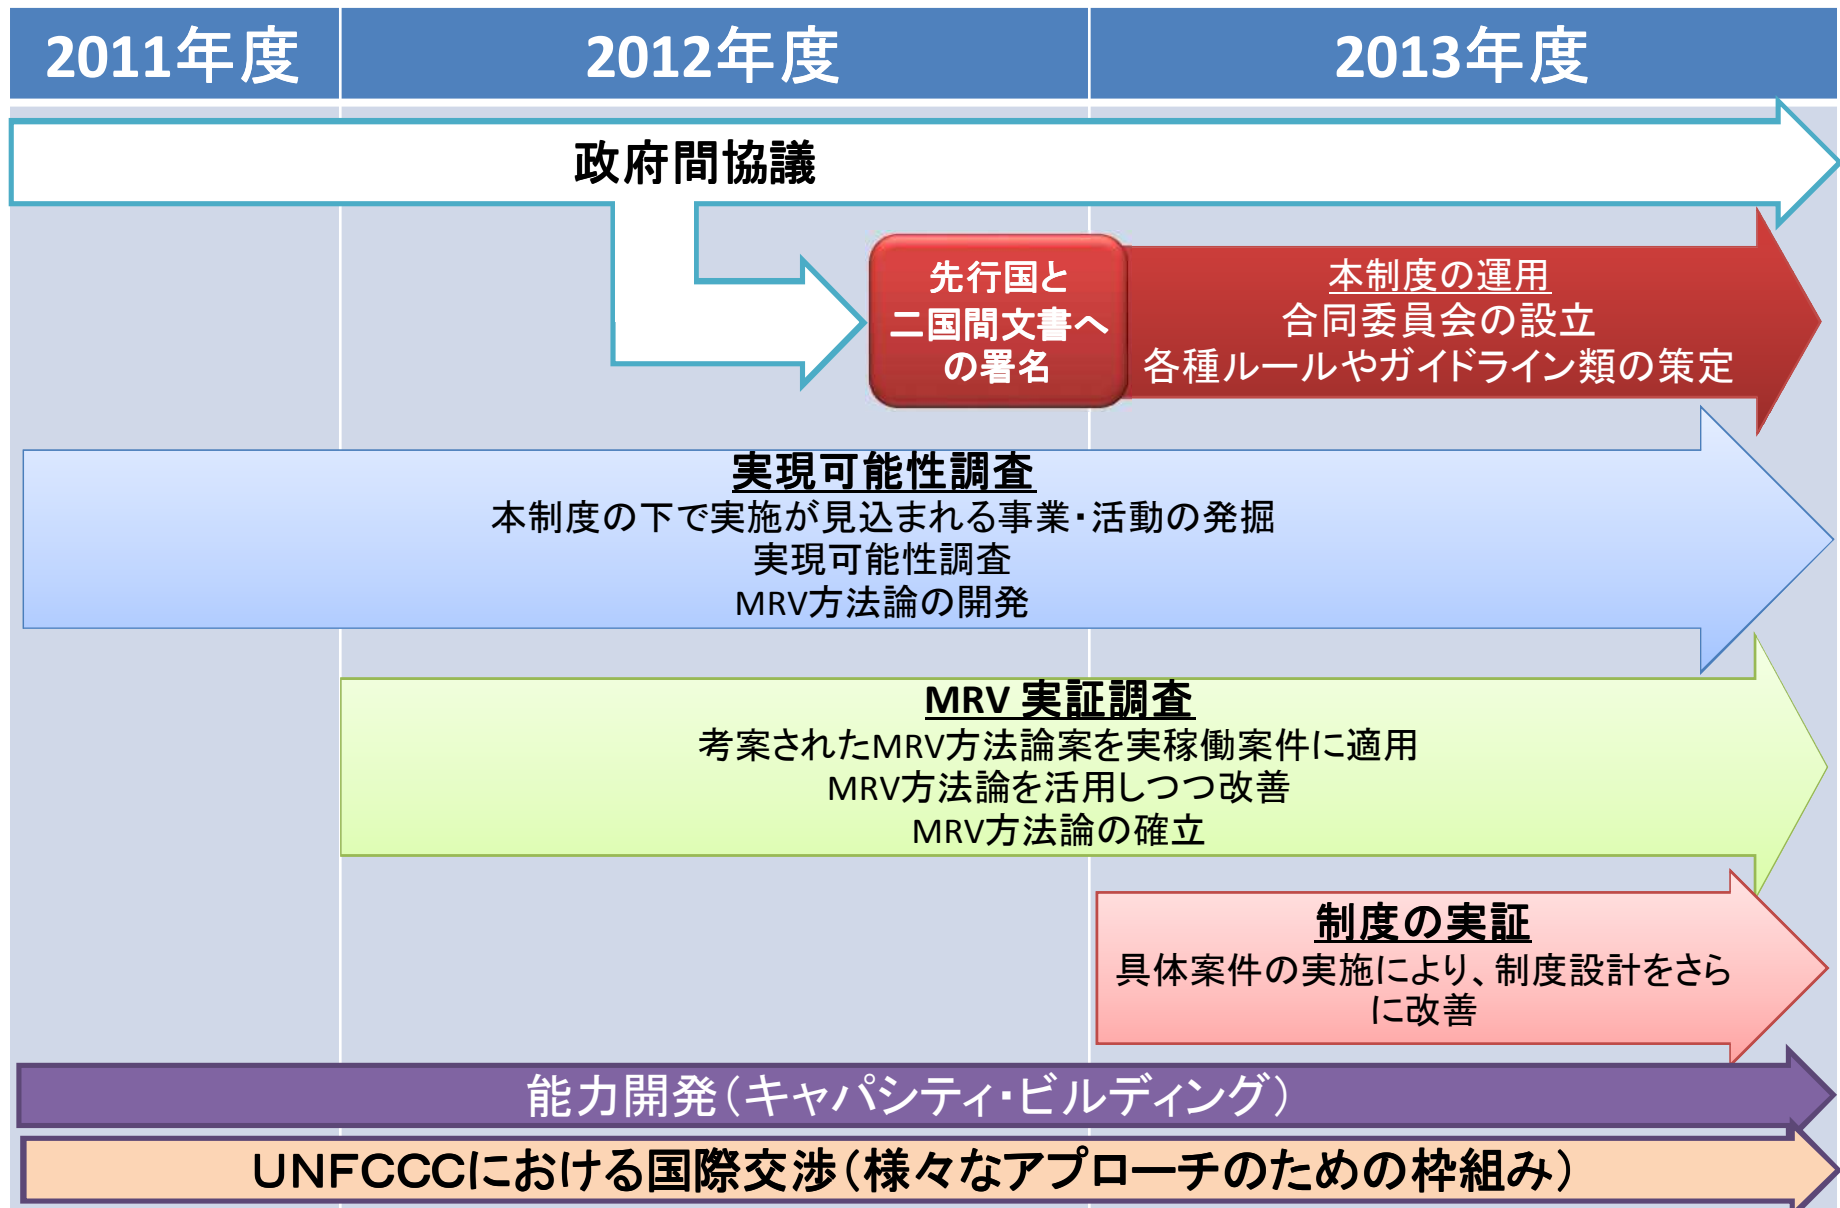 2011年度
2012年度
2013年度
政府間協議
先行国と
二国間文書へ
の署名
本制度の運用
合同委員会の設立
各種ルールやガイドライン類の策定
実現可能性調査
本制度の下で実施が見込まれる事業・活動の発掘
実現可能性調査
MRV方法論の開発
MRV 実証調査
考案されたMRV方法論案を実稼働案件に適用
MRV方法論を活用しつつ改善
MRV方法論の確立
制度の実証
具体案件の実施により、制度設計をさら
に改善
能力開発（キャパシティ・ビルディング）
UNFCCCにおける国際交渉（様々なアプローチのための枠組み）